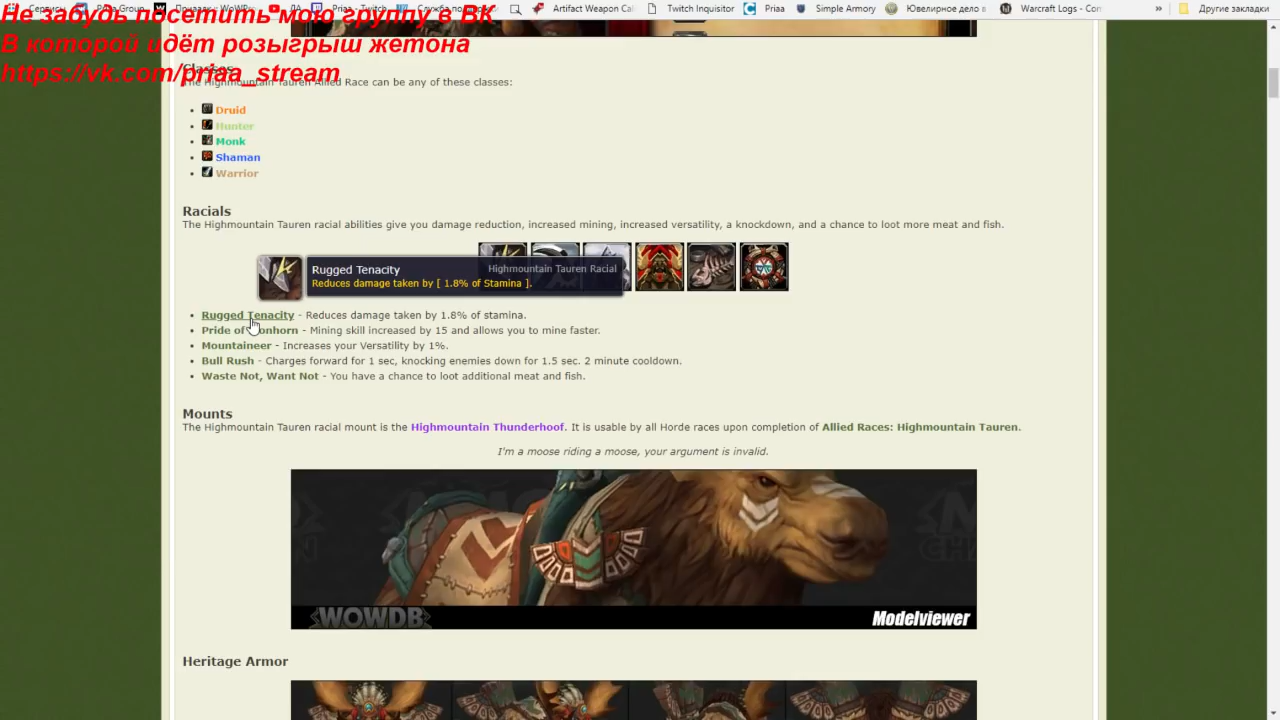 Не забудь посетить мою группу в ВК
В которой идёт розыгрыш жетона
https://vk.com/priaa_stream
Artifact Weapon Cal
Twitch Inquisitor
Priaa
Simple Armory
Ювелирное дело в
Warcraft Logs - Com
»
Другие закладки
Classes
The Highmountain Tauren Allied Race can be any of these classes:
• Druid
• Hunter
• Monk
• Shaman
• Warrior
Racials
The Highmountain Tauren racial abilities give you damage reduction, increased mining, increased versatility, a knockdown, and a chance to loot more meat and fish.
Rugged Tenacity Highmountain Tauren Racial
Reduces damage taken by [ 1.8% of Stamina ].
• Rugged Tenacity - Reduces damage taken by 1.8% of stamina.
• Pride of Ironhorn - Mining skill increased by 15 and allows you to mine faster.
• Mountaineer - Increases your Versatility by 1%.
• Bull Rush - Charges forward for 1 sec, knocking enemies down for 1.5 sec. 2 minute cooldown.
• Waste Not, Want Not - You have a chance to loot additional meat and fish.
Mounts
The Highmountain Tauren racial mount is the Highmountain Thunderhoof. It is usable by all Horde races upon completion of Allied Races: Highmountain Tauren.
I'm a moose riding a moose, your argument is invalid.
WOWDB Modelviewer
Heritage Armor